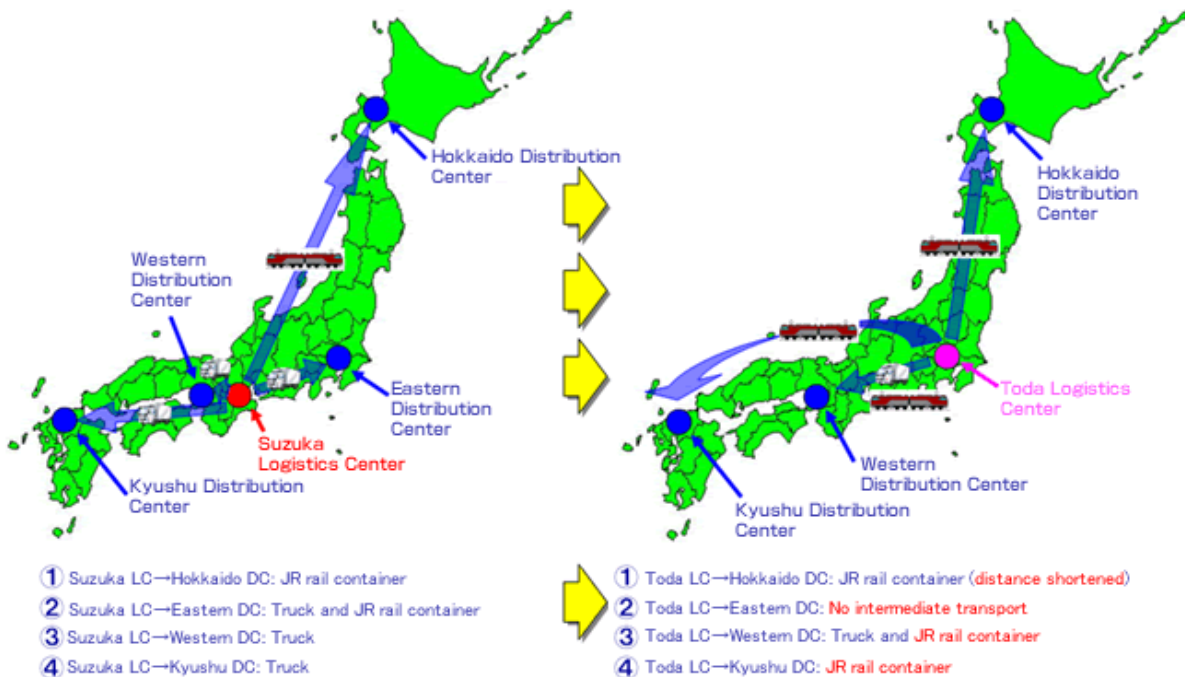 Hokkaido Distribution
Center
Western
Distribution
Center
Eastern
Distribution
Center
Suzuka
Logistics Center
Kyushu Distribution
Center
① Suzuka LC→Hokkaido DC: JR rail container
② Suzuka LC→Eastern DC: Truck and JR rail container
③ Suzuka LC→Western DC: Truck
④ Suzuka LC→Kyushu DC: Truck
Hokkaido
Distribution
Center
Toda Logistics
Center
Western
Distribution Center
Kyushu Distribution
Center
① Toda LC→Hokkaido DC: JR rail container (distance shortened)
② Toda LC→Eastern DC: No intermediate transport
③ Toda LC→Western DC: Truck and JR rail container
④ Toda LC→Kyushu DC: JR rail container